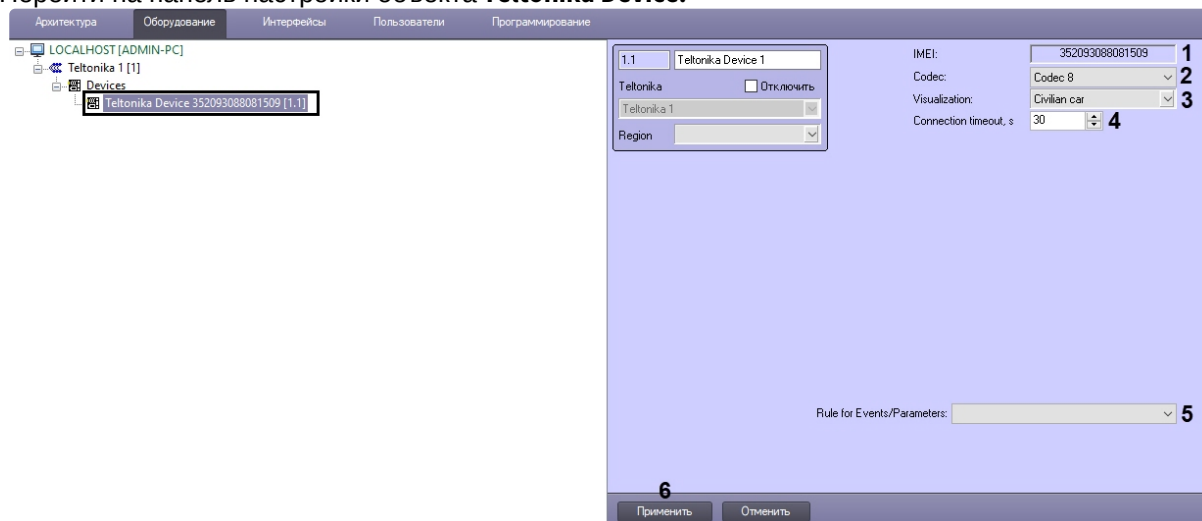 Перейти на панель настройки объекта Teltonika Device.
Архитектура Оборудование Интерфейсы Пользователи Программирование
LOCALHOST [ADMIN-PC]
Teltonika 1 [1]
Devices
Teltonika Device 352093088081509 [1.1]
1.1 Teltonika Device 1
Teltonika Отключить
Teltonika 1
Region
IMEI: 352093088081509 1
Codec: Codec 8 2
Visualization: Civilian car 3
Connection timeout, s 30 4
Rule for Events/Parameters: 5
6
Применить Отменить